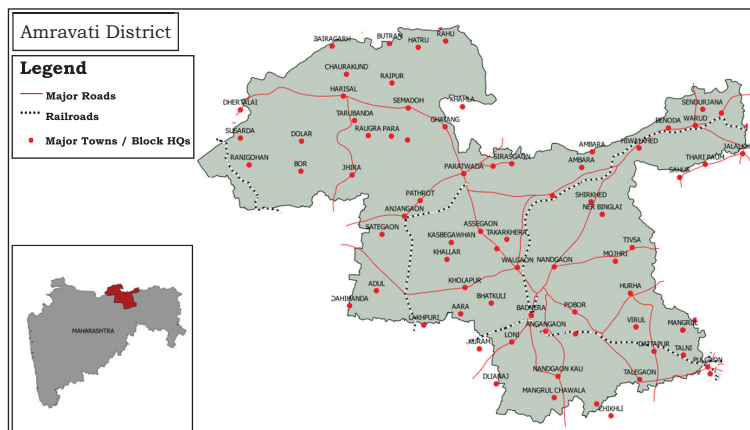 Amravati District
Legend
Major Roads
Railroads
Major Towns / Block HQs
MAHARASHTRA
BAIRAGARH
BUTRAN
HATRU
RAHU
CHAURAKUND
RAIPUR
HARISAL
SEMADOH
KHAMLA
DHERTALAI
TARUBANDA
GHATANG
SUSARDA
DOLAR
RAUGRA PARA
RANIGOHAN
BOR
JHIRA
PARATWADA
SIRASGAON
AMBARA
AMBARA
HIWARKHED
BENODA
WARUD
SENDURJANA
JALALKH
THARI PAUM
SAHUR
PATHROT
ANJANGAON
SHIRKHED
NER BINGLAI
SATEGAON
ASSEGAON
KASBEGAWHAN
TAKARKHERA
KHALLAR
WALGAON
NANDGAON
TIVSA
MOJHRI
ADUL
KHOLAPUR
DAHIHANDA
BHATKULI
AARA
LAKHPURI
BADNERA
POBOR
HURHA
ANGANGAON
VIRUL
MANGRUL
KURAM
LONI
DATTAPUR
TALNI
PULGAON
DLIANAJ
NANDGAON KAU
TALEGAON
MANGRUL CHAWALA
CHIKHLI